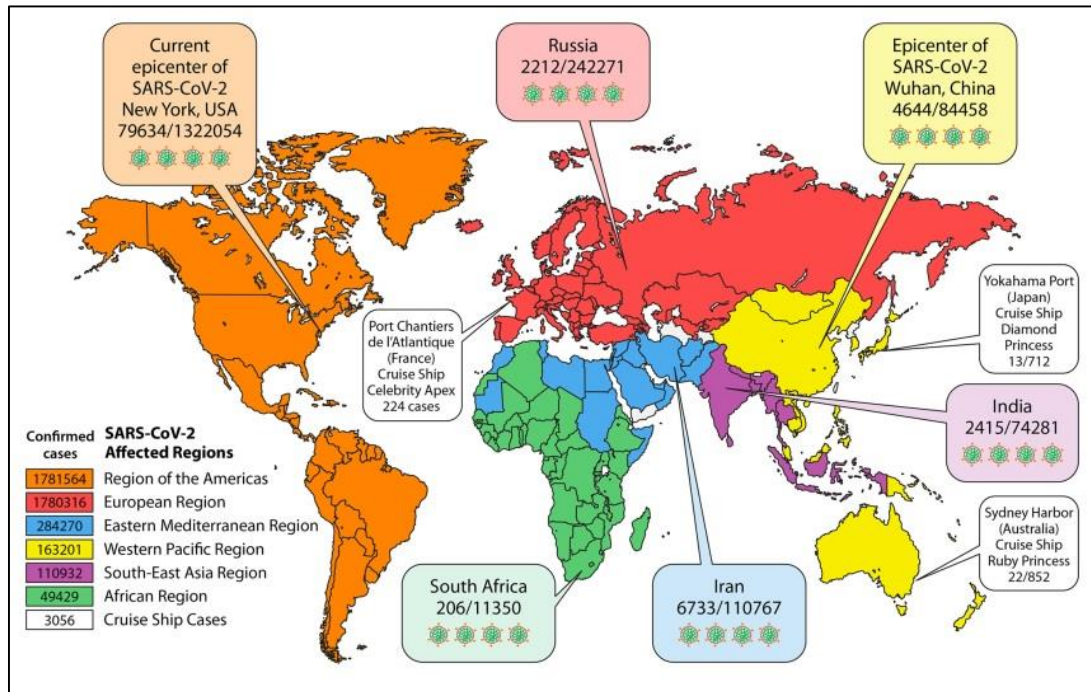 Current
epicenter of
SARS-CoV-2
New York, USA
79634/1322054
Russia
2212/242271
Epicenter of
SARS-CoV-2
Wuhan, China
4644/84458
Yokahama Port
(Japan)
Cruise Ship
Diamond
Princess
13/712
Port Chantiers
de l'Atlantique
(France)
Cruise Ship
Celebrity Apex
224 cases
India
2415/74281
Confirmed
cases
SARS-CoV-2
Affected Regions
1781564 Region of the Americas
1780316 European Region
284270 Eastern Mediterranean Region
163201 Western Pacific Region
110932 South-East Asia Region
49429 African Region
3056 Cruise Ship Cases
South Africa
206/11350
Iran
6733/110767
Sydney Harbor
(Australia)
Cruise Ship
Ruby Princess
22/852